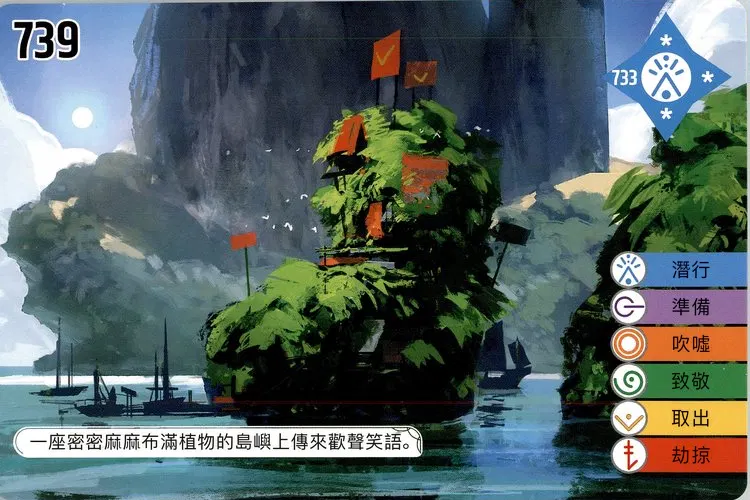 739
733
* * *
潛行
準備
吹噓
致敬
取出
劫掠
一座密密麻麻布滿植物的島嶼上傳來歡聲笑語。